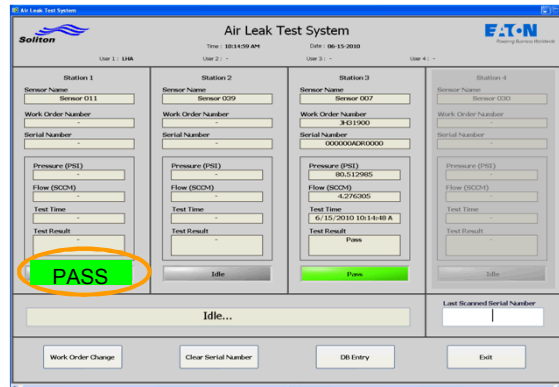 Air Leak Test System
Soliton
Air Leak Test System
EATON
Powering Business Worldwide
Time : 10:14:59 AM
Date : 06-15-2010
User 1 : LHA
User 2 : -
User 3 : -
User 4 : -
Station 1
Sensor Name
Sensor 011
Work Order Number
-
Serial Number
-
Pressure (PSI)
-
Flow (SCCM)
-
Test Time
-
Test Result
-
PASS
Station 2
Sensor Name
Sensor 039
Work Order Number
-
Serial Number
-
Pressure (PSI)
-
Flow (SCCM)
-
Test Time
-
Test Result
-
Idle
Station 3
Sensor Name
Sensor 007
Work Order Number
JH31900
Serial Number
000000ADR0000
Pressure (PSI)
80.512985
Flow (SCCM)
4.276305
Test Time
6/15/2010 10:14:48 A
Test Result
Pass
Pass
Station 4
Sensor Name
Sensor 030
Work Order Number
-
Serial Number
-
Pressure (PSI)
-
Flow (SCCM)
-
Test Time
-
Test Result
-
Idle
Idle...
Last Scanned Serial Number
Work Order Change
Clear Serial Number
DB Entry
Exit